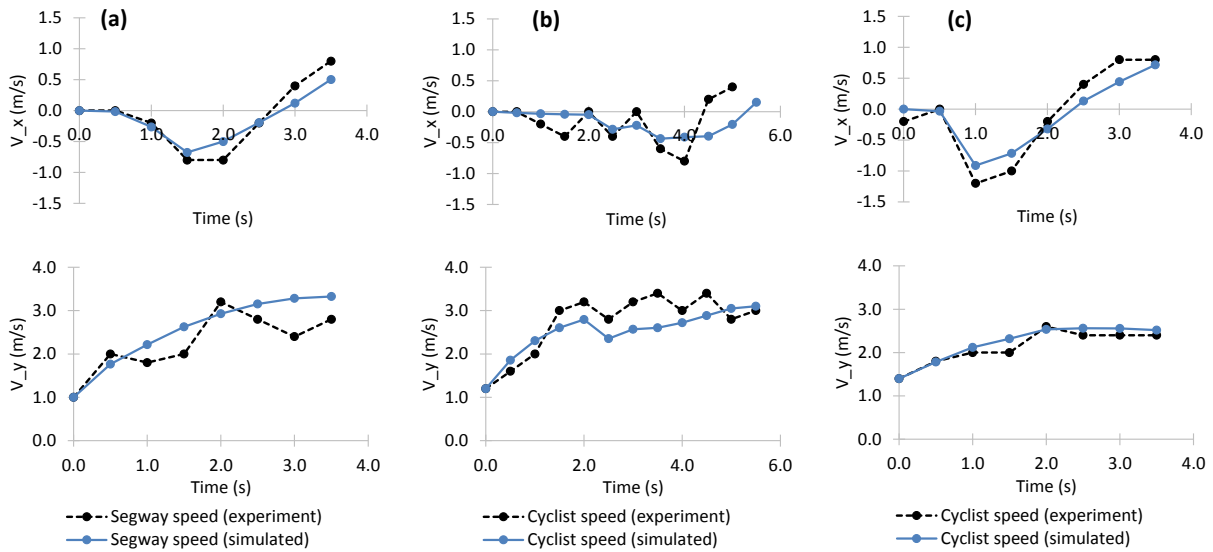 (a)
1.5
1.0
0.5
0.0
-0.5
-1.0
-1.5
0.0 1.0 2.0 3.0 4.0
V_x (m/s)
Time (s)
(b)
1.5
1.0
0.5
0.0
-0.5
-1.0
-1.5
0.0 2.0 4.0 6.0
V_x (m/s)
Time (s)
(c)
1.5
1.0
0.5
0.0
-0.5
-1.0
-1.5
0.0 1.0 2.0 3.0 4.0
V_x (m/s)
Time (s)
4.0
3.0
2.0
1.0
0.0
0.0 1.0 2.0 3.0 4.0
V_y (m/s)
Time (s)
Segway speed (experiment)
Segway speed (simulated)
4.0
3.0
2.0
1.0
0.0
0.0 2.0 4.0 6.0
V_y (m/s)
Time (s)
Cyclist speed (experiment)
Cyclist speed (simulated)
4.0
3.0
2.0
1.0
0.0
0.0 1.0 2.0 3.0 4.0
V_y (m/s)
Time (s)
Cyclist speed (experiment)
Cyclist speed (simulated)